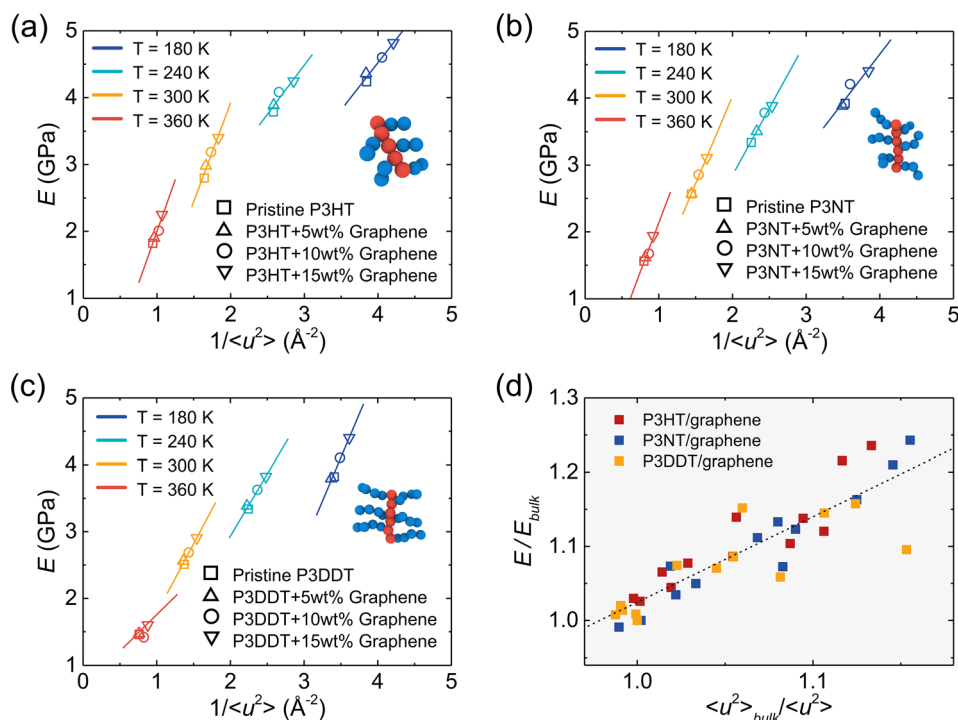 (a)
5
4
3
2
1
E (GPa)
T = 180 K
T = 240 K
T = 300 K
T = 360 K
Pristine P3HT
P3HT+5wt% Graphene
P3HT+10wt% Graphene
P3HT+15wt% Graphene
0 1 2 3 4 5
1/<u²> (Å⁻²)
(b)
5
4
3
2
1
E (GPa)
T = 180 K
T = 240 K
T = 300 K
T = 360 K
Pristine P3NT
P3NT+5wt% Graphene
P3NT+10wt% Graphene
P3NT+15wt% Graphene
0 1 2 3 4 5
1/<u²> (Å⁻²)
(c)
5
4
3
2
1
E (GPa)
T = 180 K
T = 240 K
T = 300 K
T = 360 K
Pristine P3DDT
P3DDT+5wt% Graphene
P3DDT+10wt% Graphene
P3DDT+15wt% Graphene
0 1 2 3 4 5
1/<u²> (Å⁻²)
(d)
1.3
1.2
1.1
1.0
E/E_bulk
P3HT/graphene
P3NT/graphene
P3DDT/graphene
1.0 1.1
<u²>_bulk/<u²>